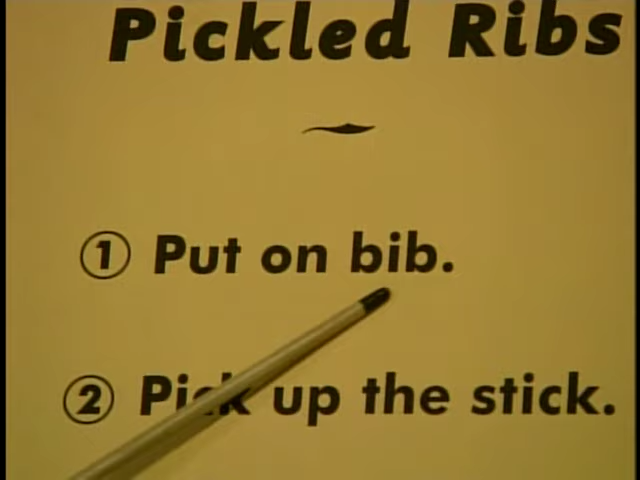 Pickled Ribs
1 Put on bib.
2 Pick up the stick.